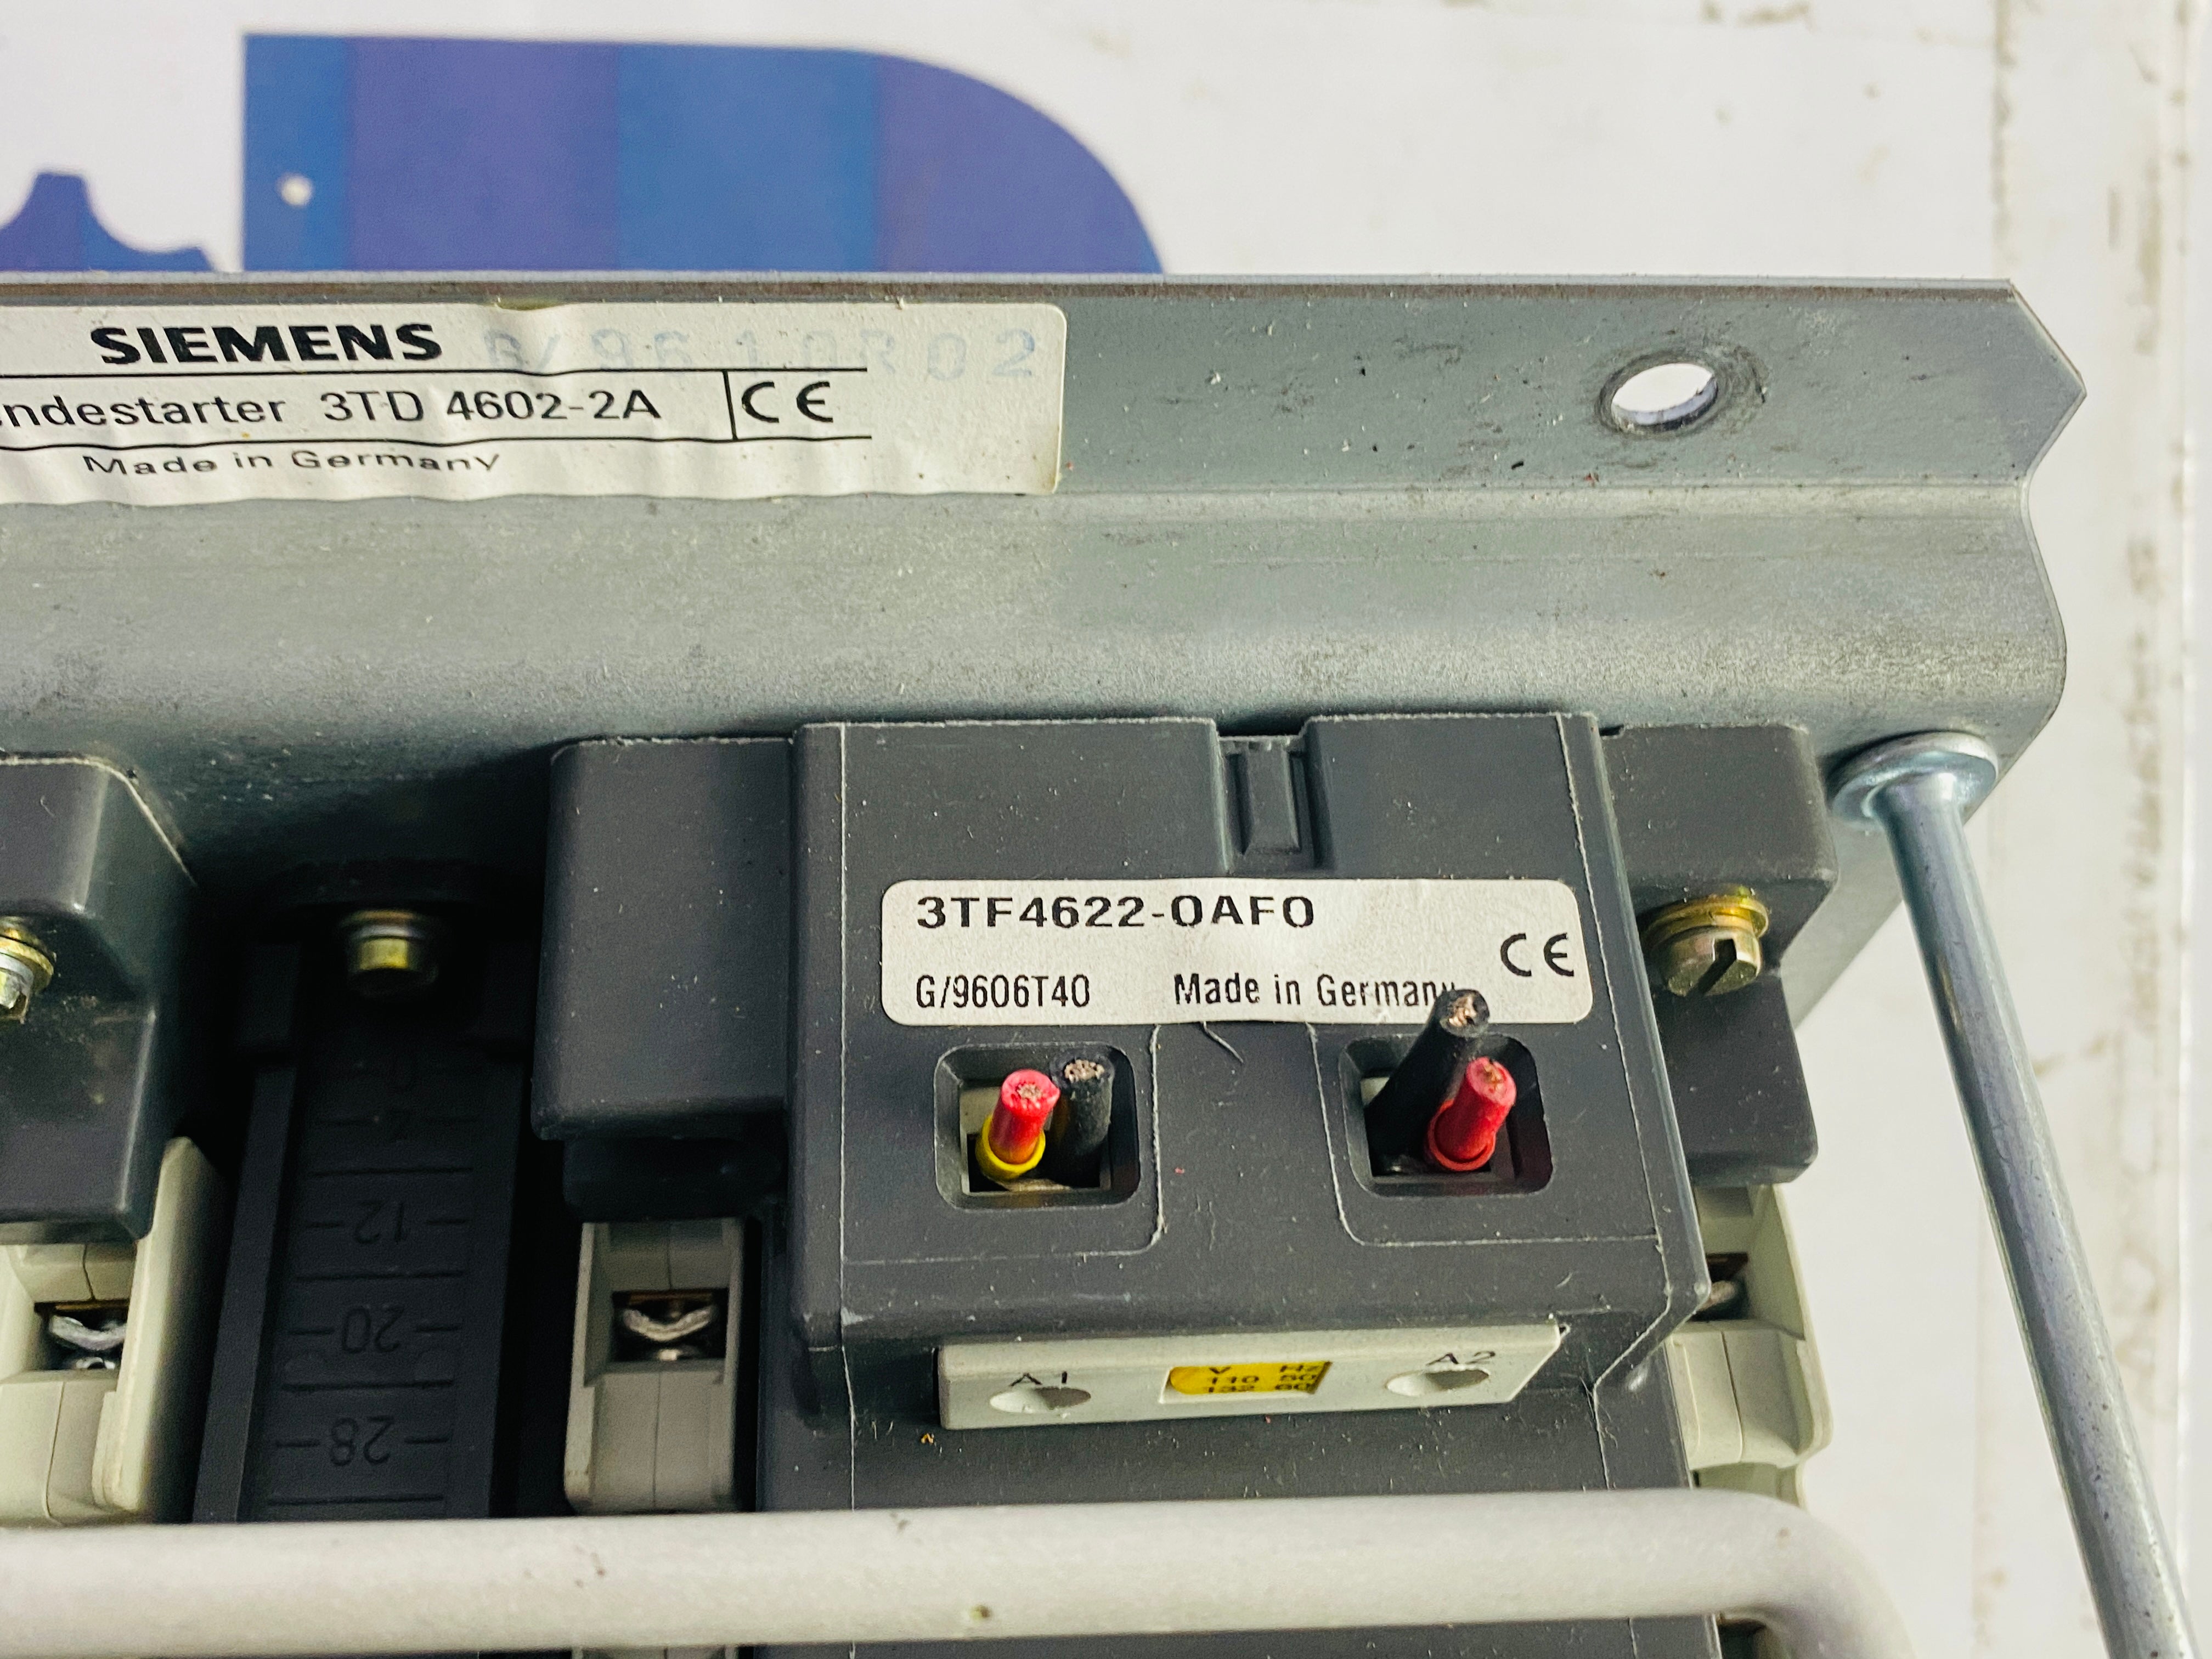 SIEMENS G/9610R02
ndestarter 3TD 4602-2A CE
Made in Germany
3TF4622-0AF0
CE
G/9606T40 Made in Germany
4
12
20
28
A1
V Hz
110 50
132 60
A2